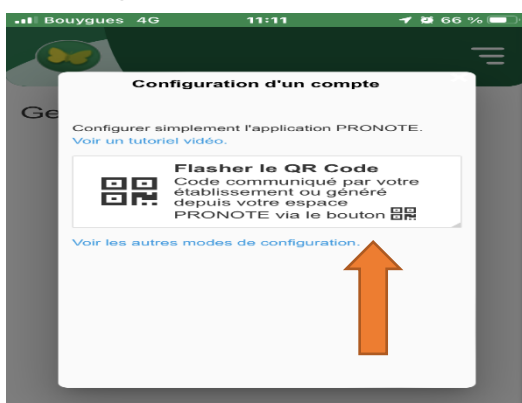 Bouygues 4G 11:11 66 %
Configuration d'un compte
Ge
Configurer simplement l'application PRONOTE.
Voir un tutoriel vidéo.
Flasher le QR Code
Code communiqué par votre
établissement ou généré
depuis votre espace
PRONOTE via le bouton
Voir les autres modes de configuration.